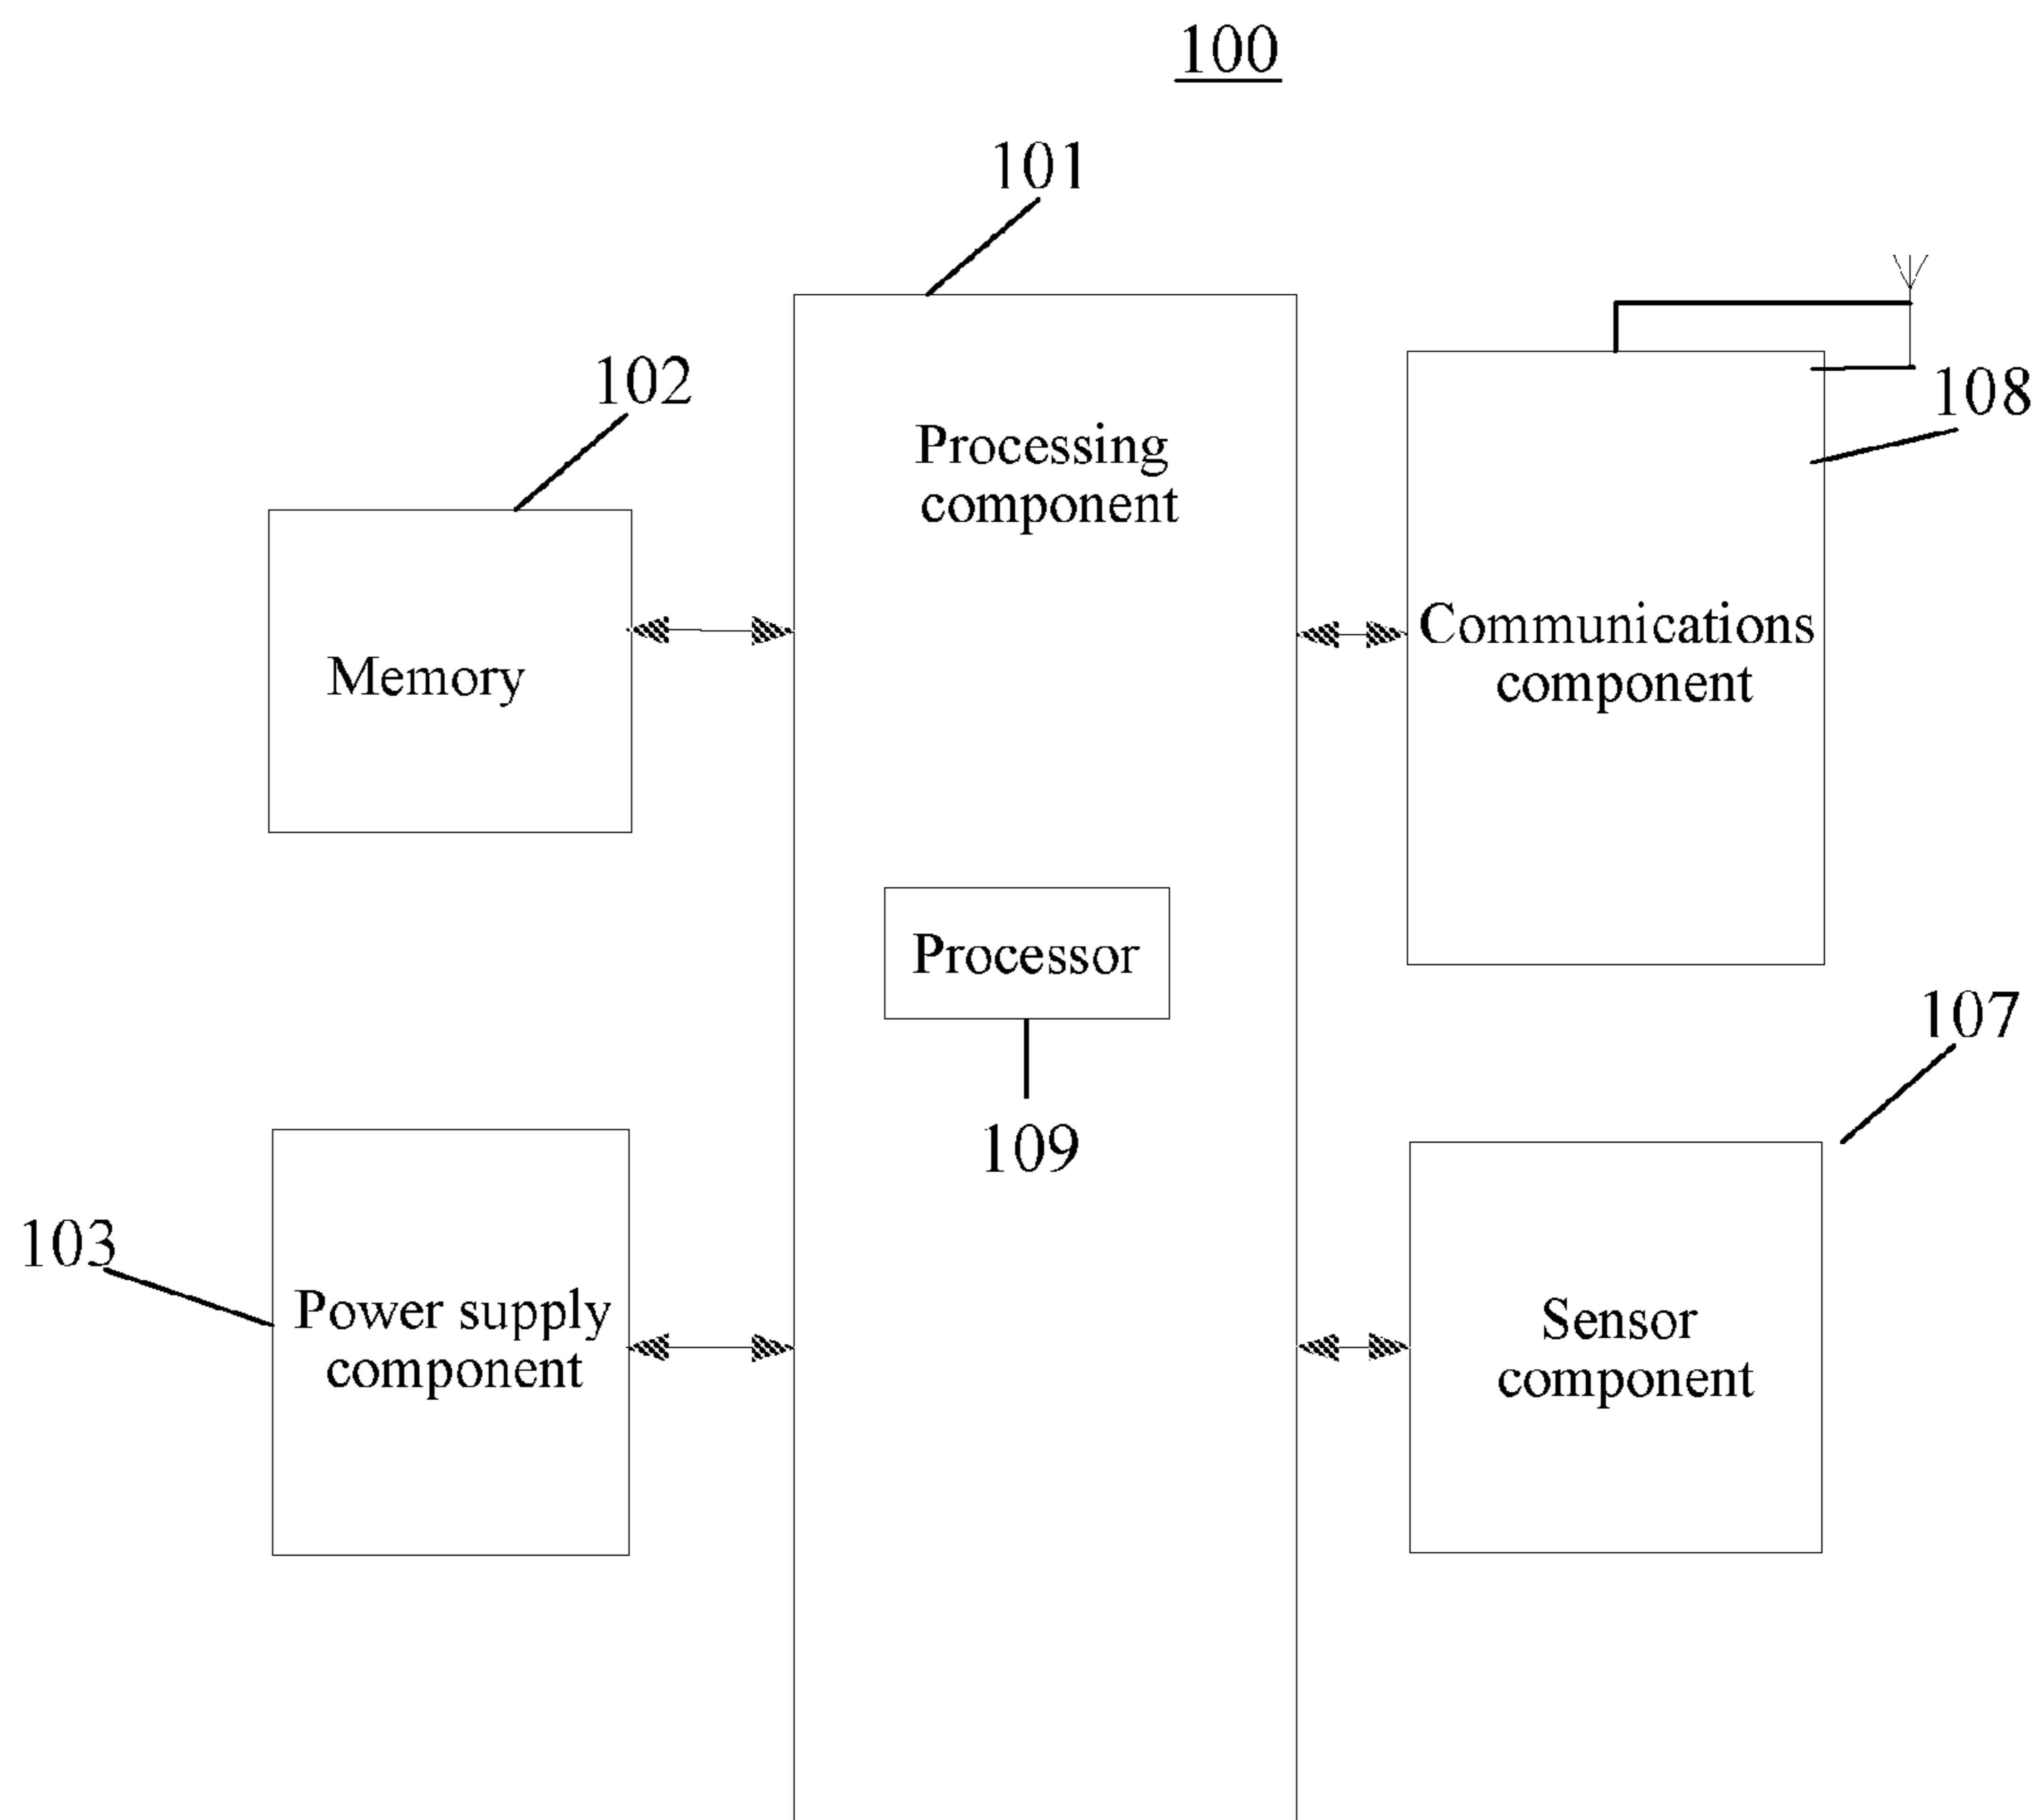 100
101
102
108
Processing
component
Communications
component
Memory
Processor
107
109
103
Power supply
component
Sensor
component